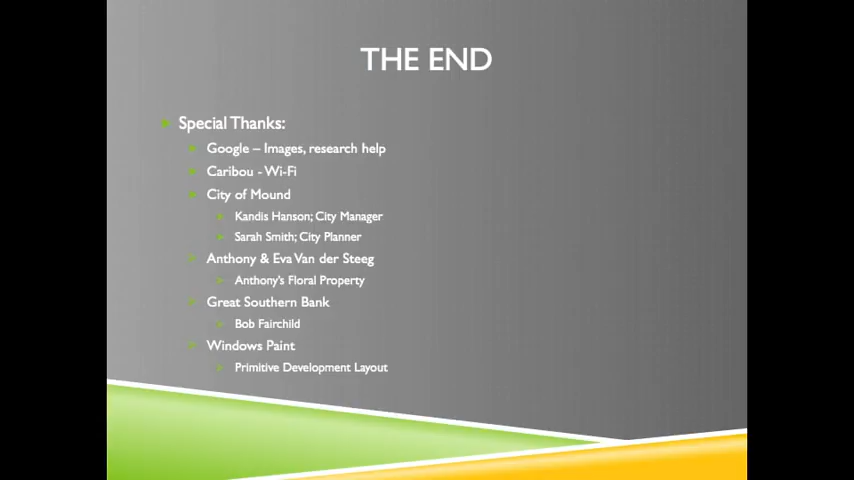 THE END
Special Thanks:
Google – Images, research help
Caribou - Wi-Fi
City of Mound
Kandis Hanson; City Manager
Sarah Smith; City Planner
Anthony & Eva Van der Steeg
Anthony's Floral Property
Great Southern Bank
Bob Fairchild
Windows Paint
Primitive Development Layout